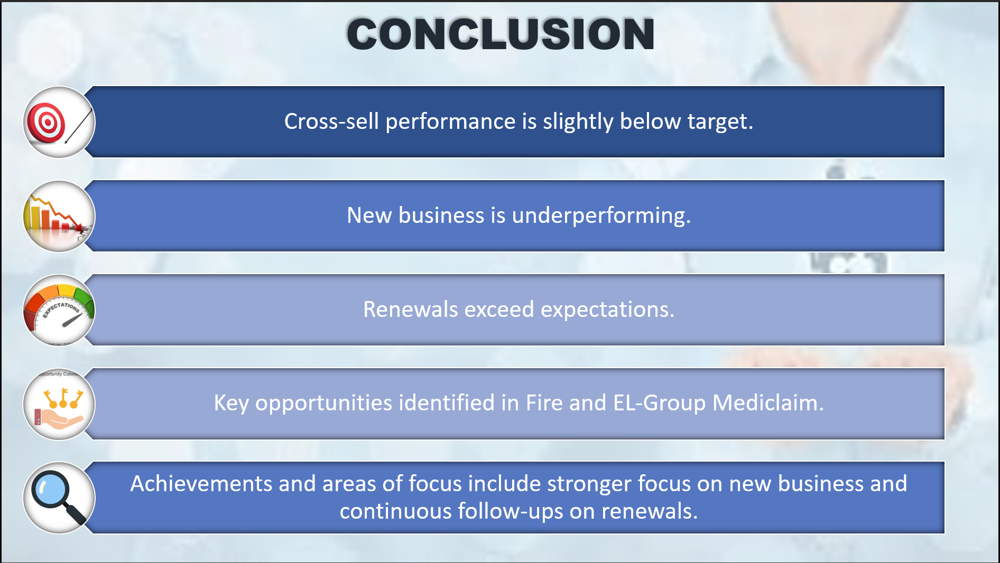 CONCLUSION
Cross-sell performance is slightly below target.
New business is underperforming.
EXPECTATIONS
Renewals exceed expectations.
Opportunity Colored
Key opportunities identified in Fire and EL-Group Mediclaim.
Achievements and areas of focus include stronger focus on new business and
continuous follow-ups on renewals.